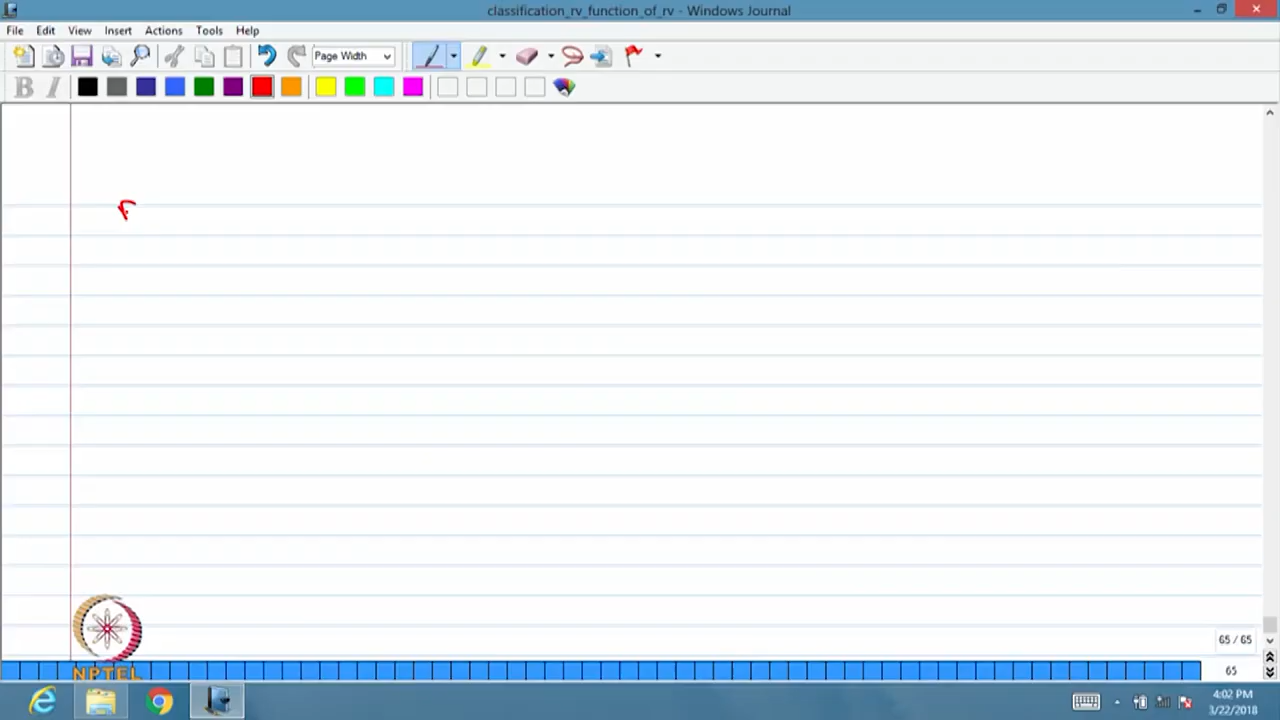 classification_rv_function_of_rv - Windows Journal
File Edit View Insert Actions Tools Help
Page Width
B I
65 / 65
NPTEL
65
4:02 PM
3/22/2018